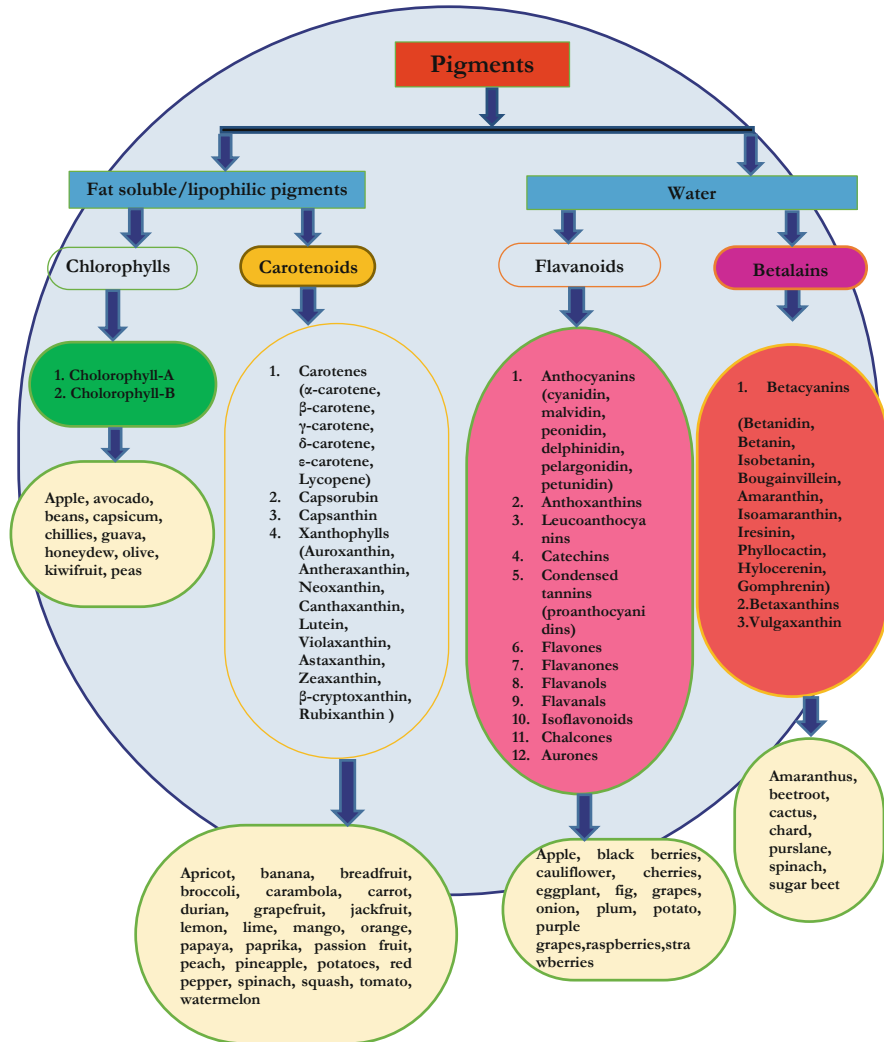 Pigments
Fat soluble/lipophilic pigments
Water
Chlorophylls
Carotenoids
Flavanoids
Betalains
1. Cholorophyll-A
2. Cholorophyll-B
Apple, avocado,
beans, capsicum,
chillies, guava,
honeydew, olive,
kiwifruit, peas
1. Carotenes
(α-carotene,
β-carotene,
γ-carotene,
δ-carotene,
ε-carotene,
Lycopene)
2. Capsorubin
3. Capsanthin
4. Xanthophylls
(Auroxanthin,
Antheraxanthin,
Neoxanthin,
Canthaxanthin,
Lutein,
Violaxanthin,
Astaxanthin,
Zeaxanthin,
β-cryptoxanthin,
Rubixanthin )
Apricot, banana, breadfruit,
broccoli, carambola, carrot,
durian, grapefruit, jackfruit,
lemon, lime, mango, orange,
papaya, paprika, passion fruit,
peach, pineapple, potatoes, red
pepper, spinach, squash, tomato,
watermelon
1. Anthocyanins
(cyanidin,
malvidin,
peonidin,
delphinidin,
pelargonidin,
petunidin)
2. Anthoxanthins
3. Leucoanthocya
nins
4. Catechins
5. Condensed
tannins
(proanthocyani
dins)
6. Flavones
7. Flavanones
8. Flavanols
9. Flavanals
10. Isoflavonoids
11. Chalcones
12. Aurones
Apple, black berries,
cauliflower, cherries,
eggplant, fig, grapes,
onion, plum, potato,
purple
grapes,raspberries,stra
wberries
1. Betacyanins
(Betanidin,
Betanin,
Isobetanin,
Bougainvillein,
Amaranthin,
Isoamaranthin,
Iresinin,
Phyllocactin,
Hylocerenin,
Gomphrenin)
2.Betaxanthins
3.Vulgaxanthin
Amaranthus,
beetroot,
cactus,
chard,
purslane,
spinach,
sugar beet